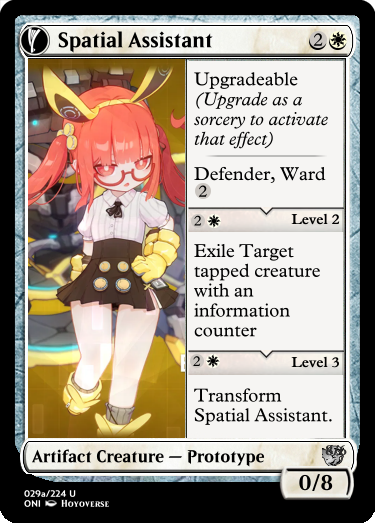 Spatial Assistant 2
Upgradeable
(Upgrade as a
sorcery to activate
that effect)
Defender, Ward
2
2 Level 2
Exile Target
tapped creature
with an
information
counter
2 Level 3
Transform
Spatial Assistant.
Artifact Creature — Prototype
0/8
029a/224 U
ONI HOYOVERSE